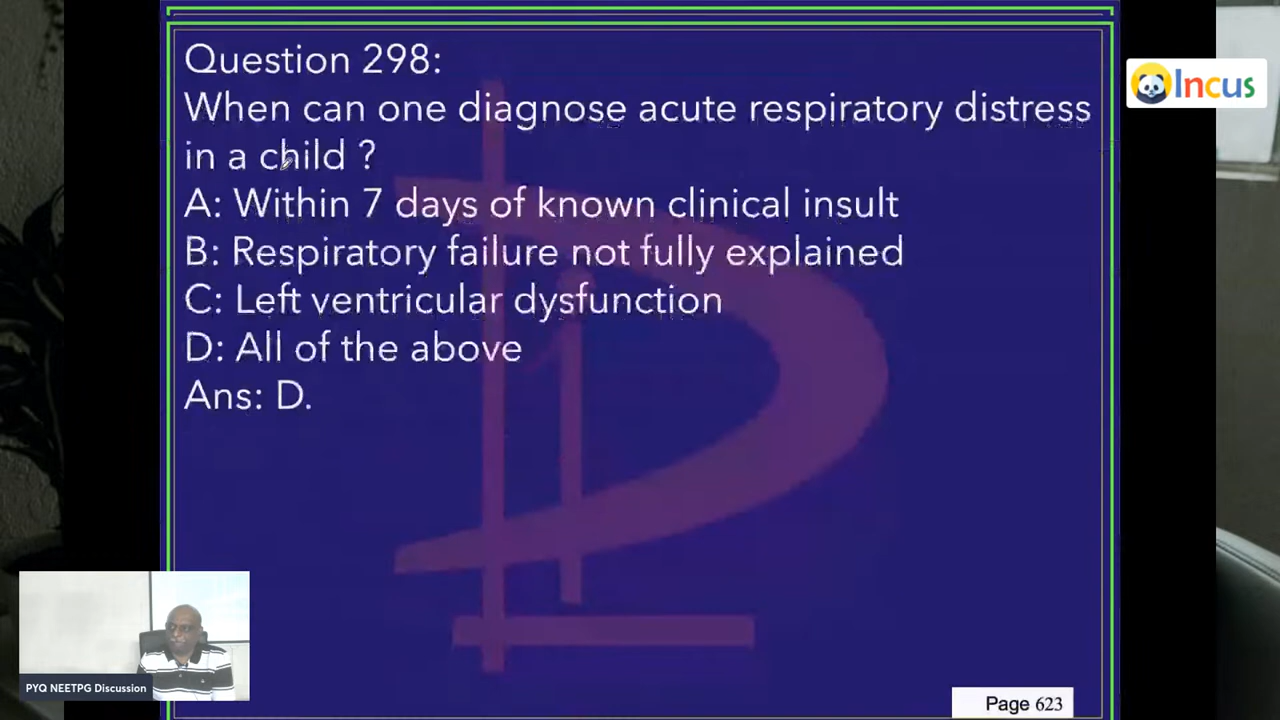 Question 298:
When can one diagnose acute respiratory distress
in a child ?
A: Within 7 days of known clinical insult
B: Respiratory failure not fully explained
C: Left ventricular dysfunction
D: All of the above
Ans: D.
Incus
PYQ NEETPG Discussion
Page 623